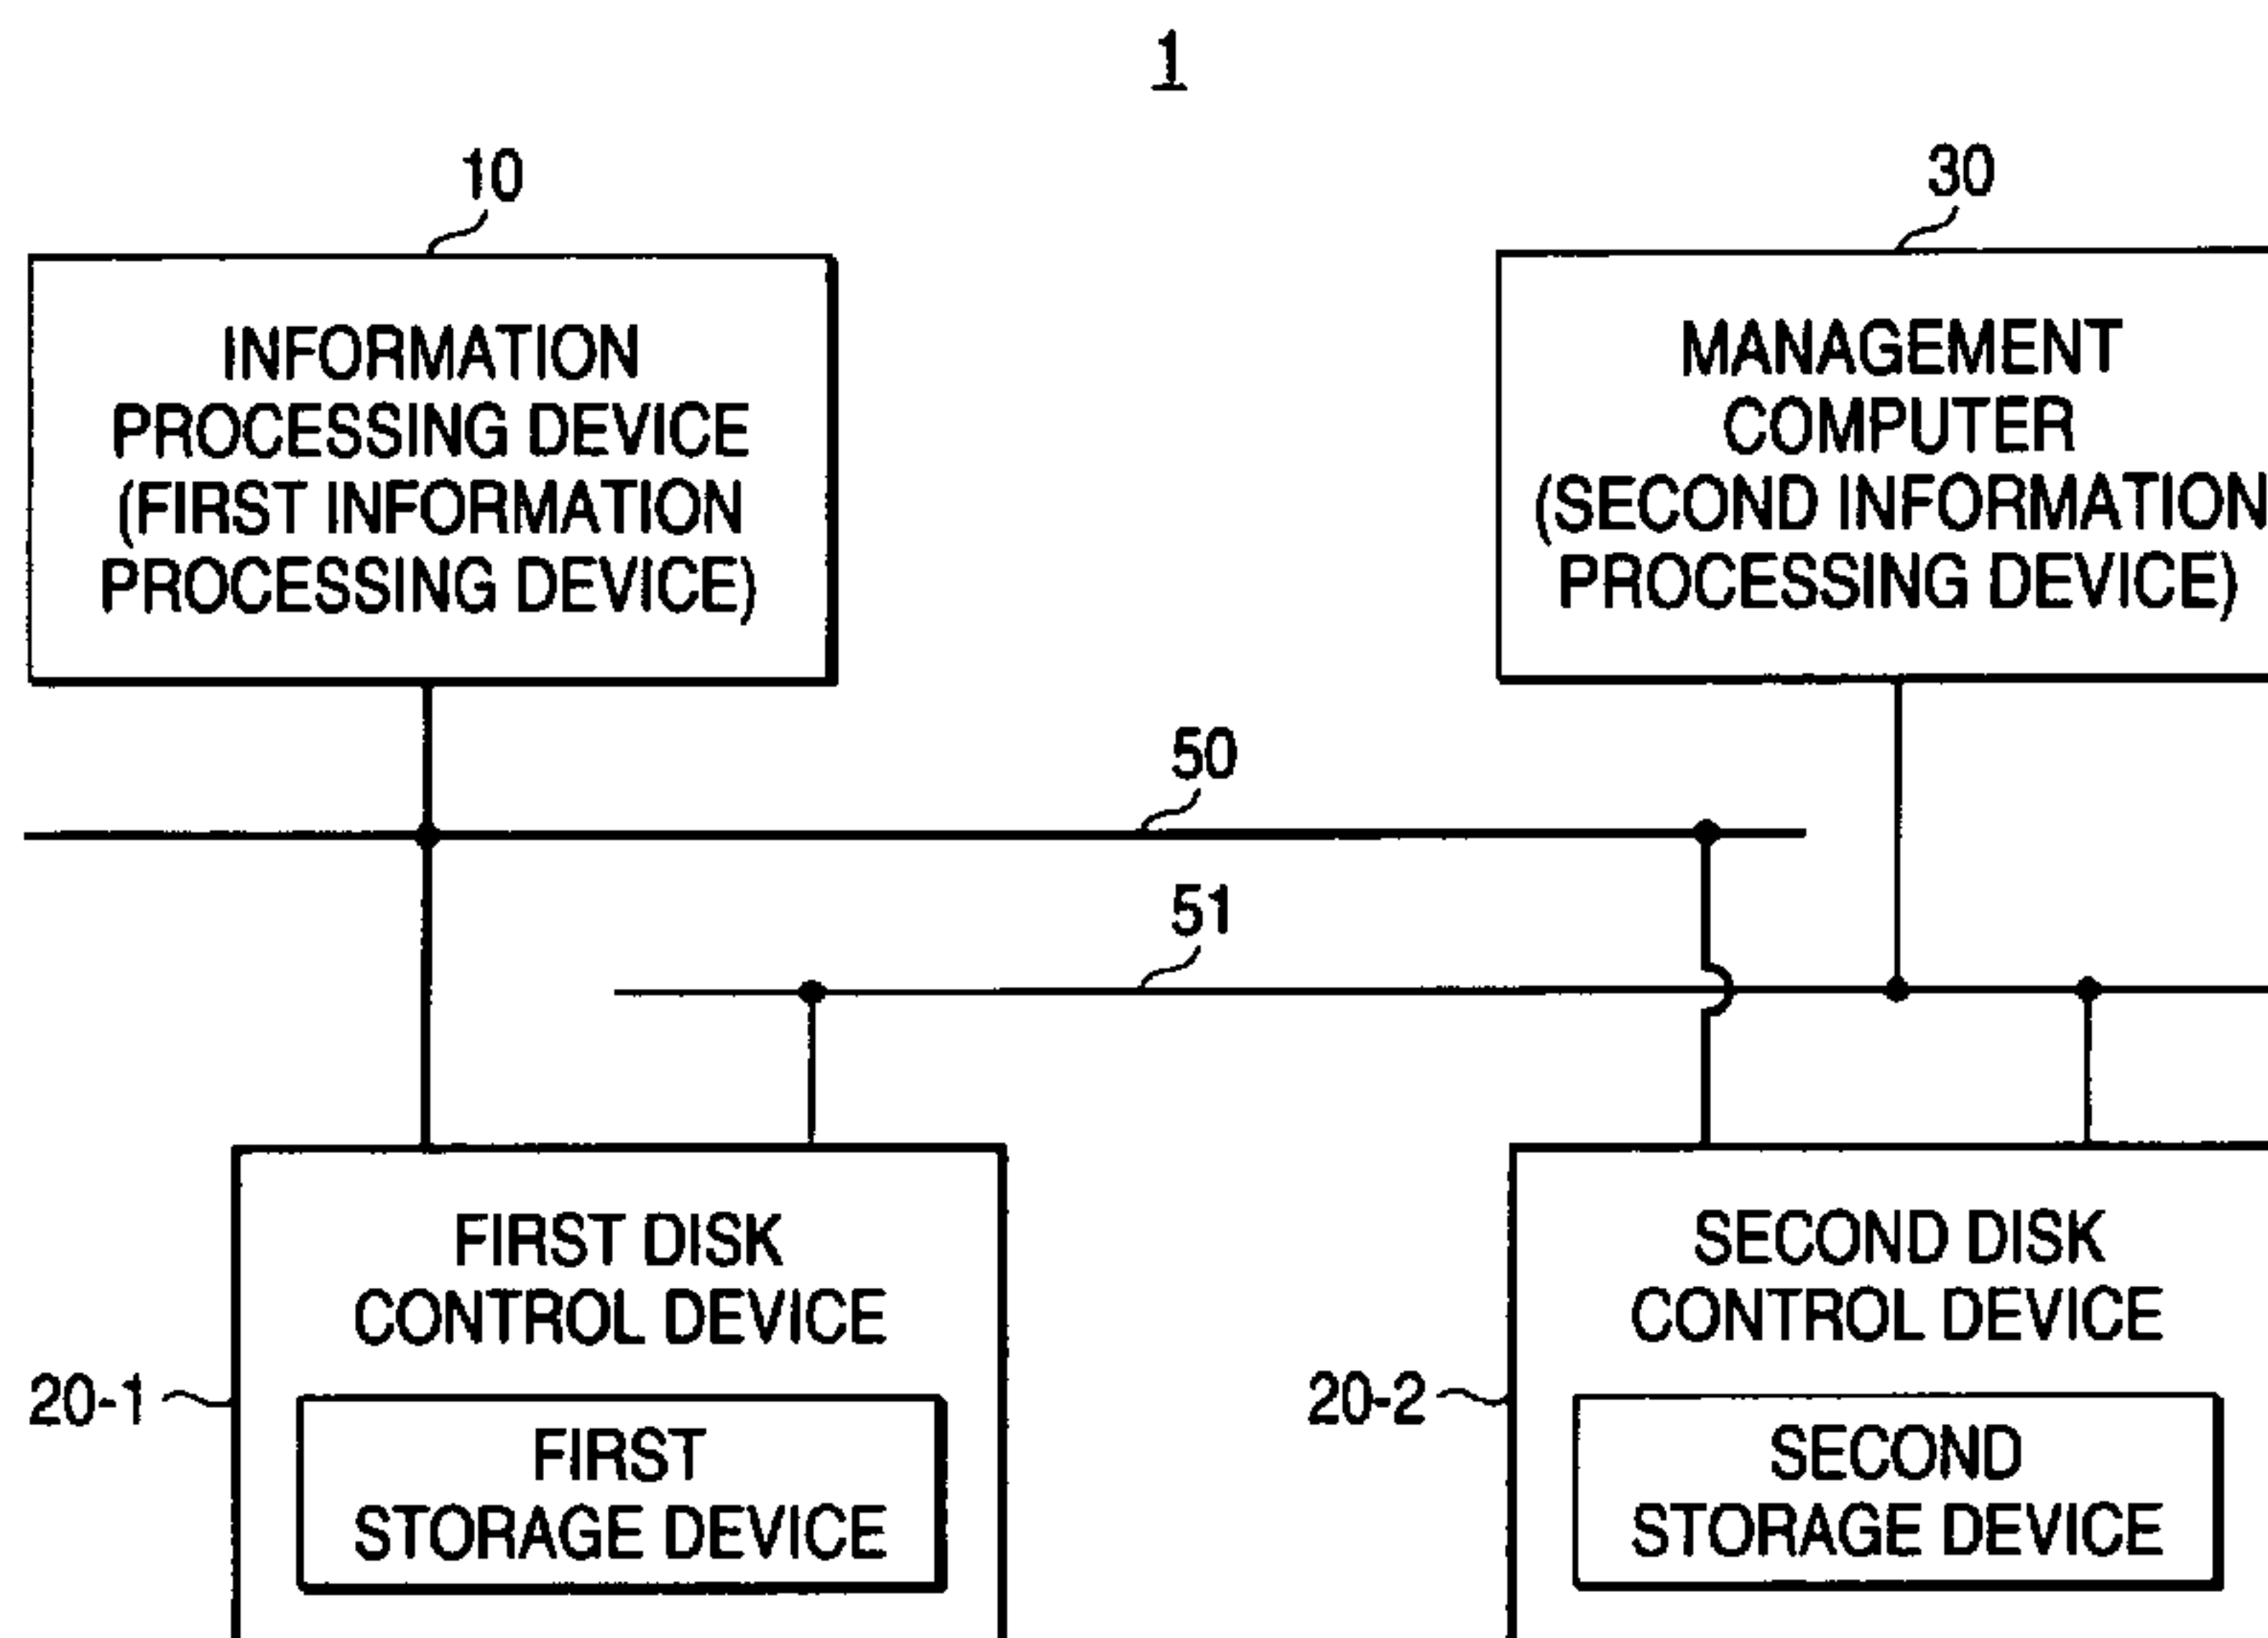 1
10
30
INFORMATION
PROCESSING DEVICE
(FIRST INFORMATION
PROCESSING DEVICE)
MANAGEMENT
COMPUTER
(SECOND INFORMATION
PROCESSING DEVICE)
50
51
FIRST DISK
CONTROL DEVICE
20-1
FIRST
STORAGE DEVICE
SECOND DISK
CONTROL DEVICE
20-2
SECOND
STORAGE DEVICE